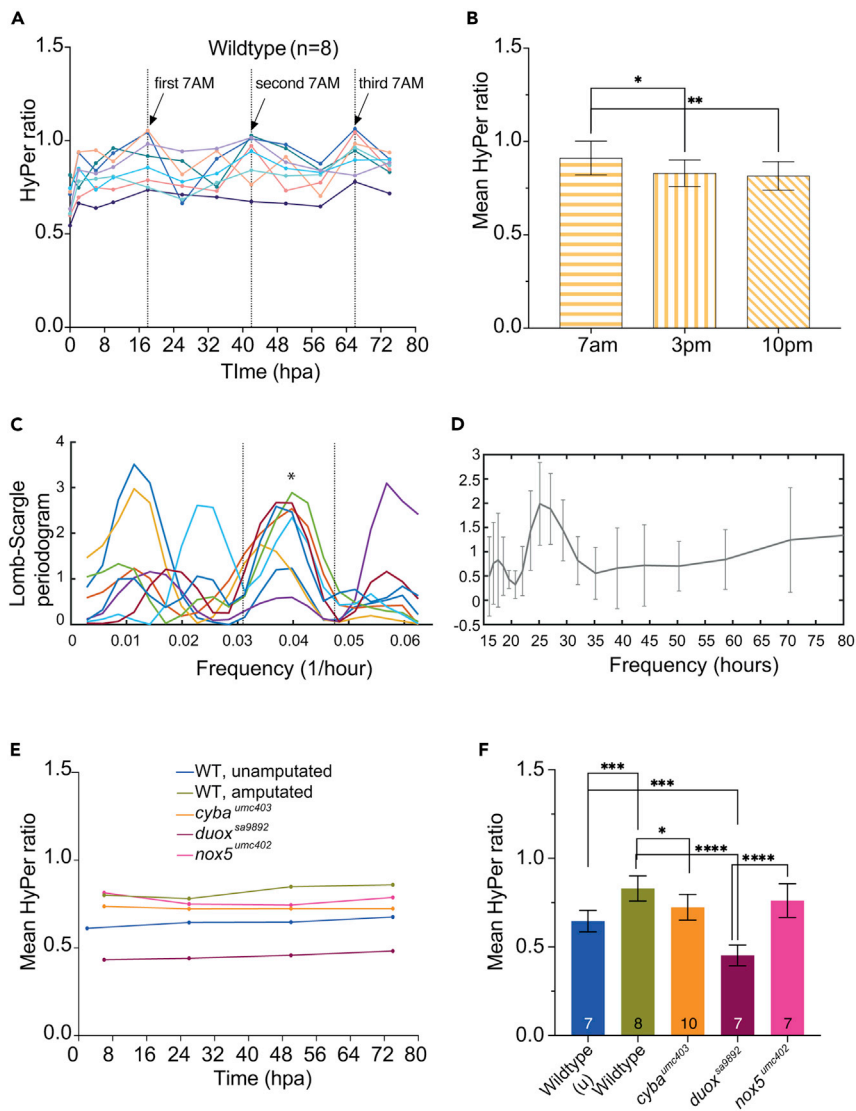 A
Wildtype (n=8)
first 7AM
second 7AM
third 7AM
HyPer ratio
1.5
1.0
0.5
0.0
0 8 16 24 32 40 48 56 64 72 80
TIme (hpa)
B
Mean HyPer ratio
1.5
1.0
0.5
0.0
*
**
7am 3pm 10pm
C
Lomb-Scargle
periodogram
4
3
2
1
0
*
0 0.01 0.02 0.03 0.04 0.05 0.06
Frequency (1/hour)
D
3
2.5
2
1.5
1
0.5
0
-0.5
15 20 25 30 35 40 45 50 55 60 65 70 75 80
Frequency (hours)
E
WT, unamputated
WT, amputated
cyba umc403
duox sa9892
nox5 umc402
Mean HyPer ratio
1.5
1.0
0.5
0.0
0 8 16 24 32 40 48 56 64 72 80
Time (hpa)
F
Mean HyPer ratio
1.5
1.0
0.5
0.0
***
***
*
****
****
7 8 10 7 7
Wildtype
(u)
Wildtype
cyba umc403
duox sa9892
nox5 umc402